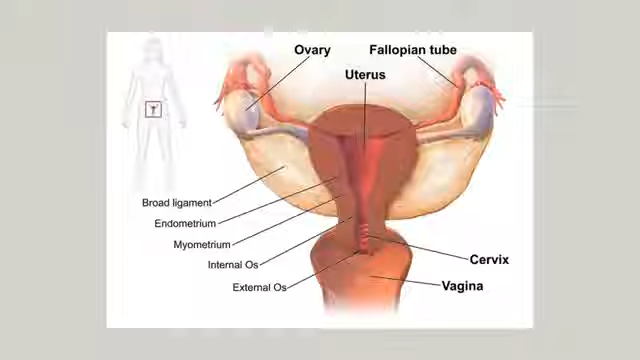 Ovary
Fallopian tube
Uterus
Broad ligament
Endometrium
Myometrium
Internal Os
External Os
Cervix
Vagina